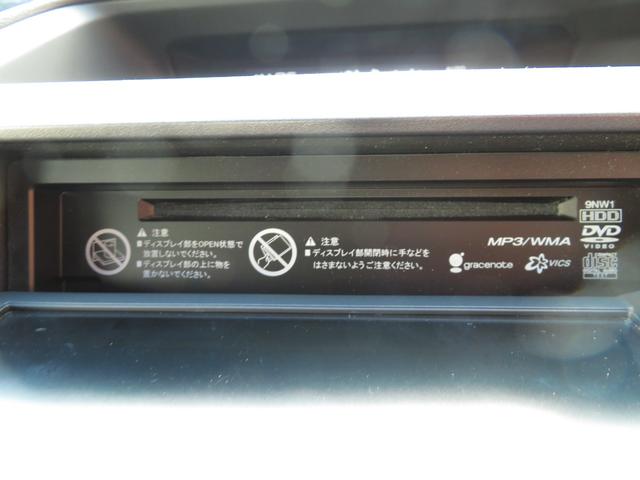 9NW1
HDD
DVD
VIDEO
MP3/WMA
gracenote
VICS
disc
TEXT
⚠ 注意
■ディスプレイ部をOPEN状態で
放置しないでください。
■ディスプレイ部の上に物を
置かないでください。
⚠ 注意
■ディスプレイ部開閉時に手などを
はさまないようご注意ください。